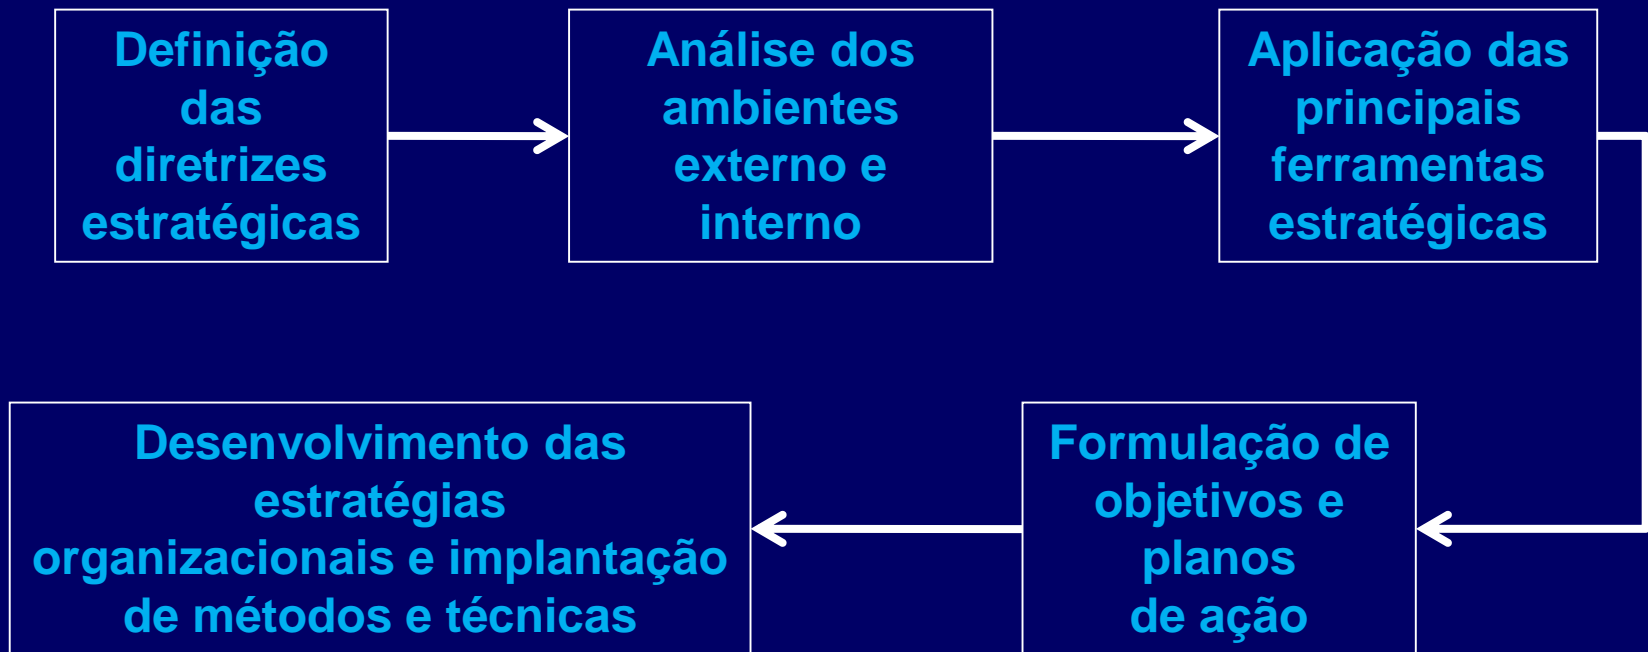 Definição
das
diretrizes
estratégicas
Análise dos
ambientes
externo e
interno
Aplicação das
principais
ferramentas
estratégicas
Formulação de
objetivos e
planos
de ação
Desenvolvimento das
estratégias
organizacionais e implantação
de métodos e técnicas